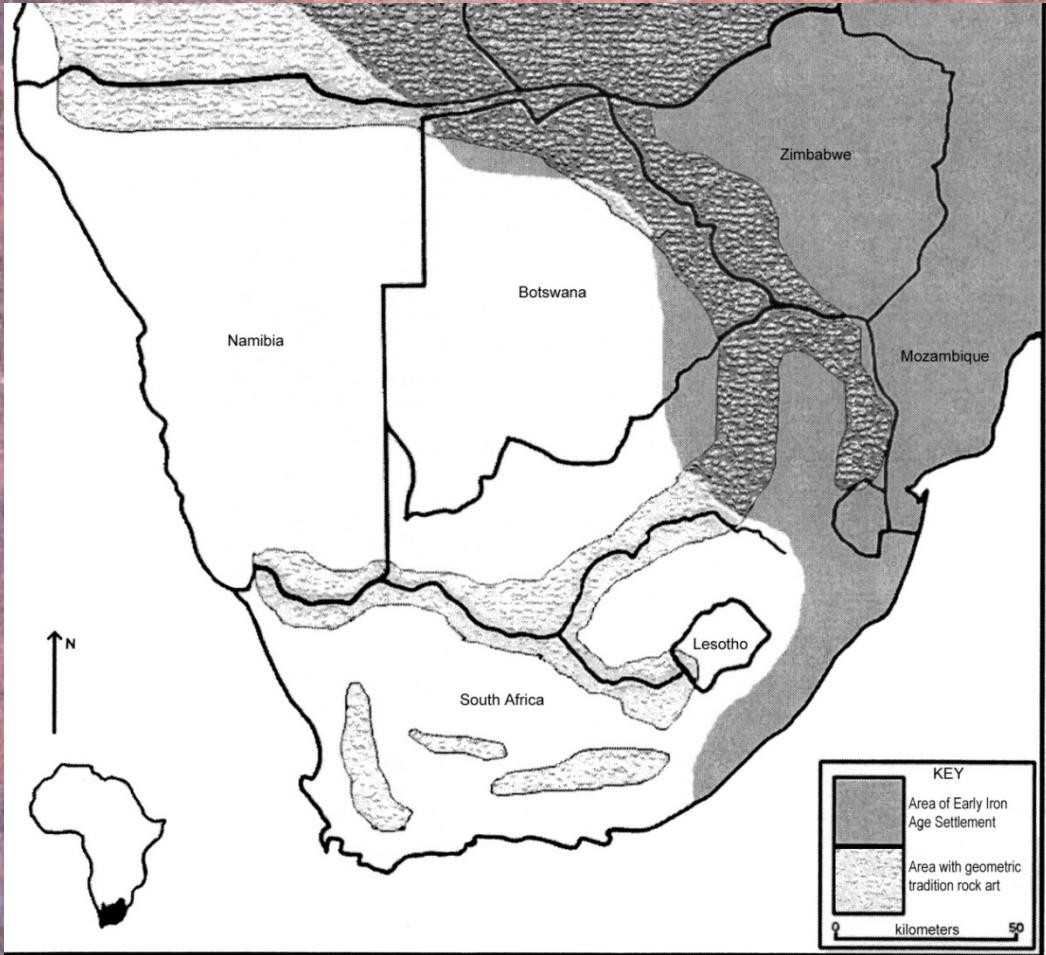 Zimbabwe
Botswana
Namibia
Mozambique
Lesotho
N
South Africa
KEY
Area of Early Iron
Age Settlement
Area with geometric
tradition rock art
0 kilometers 50